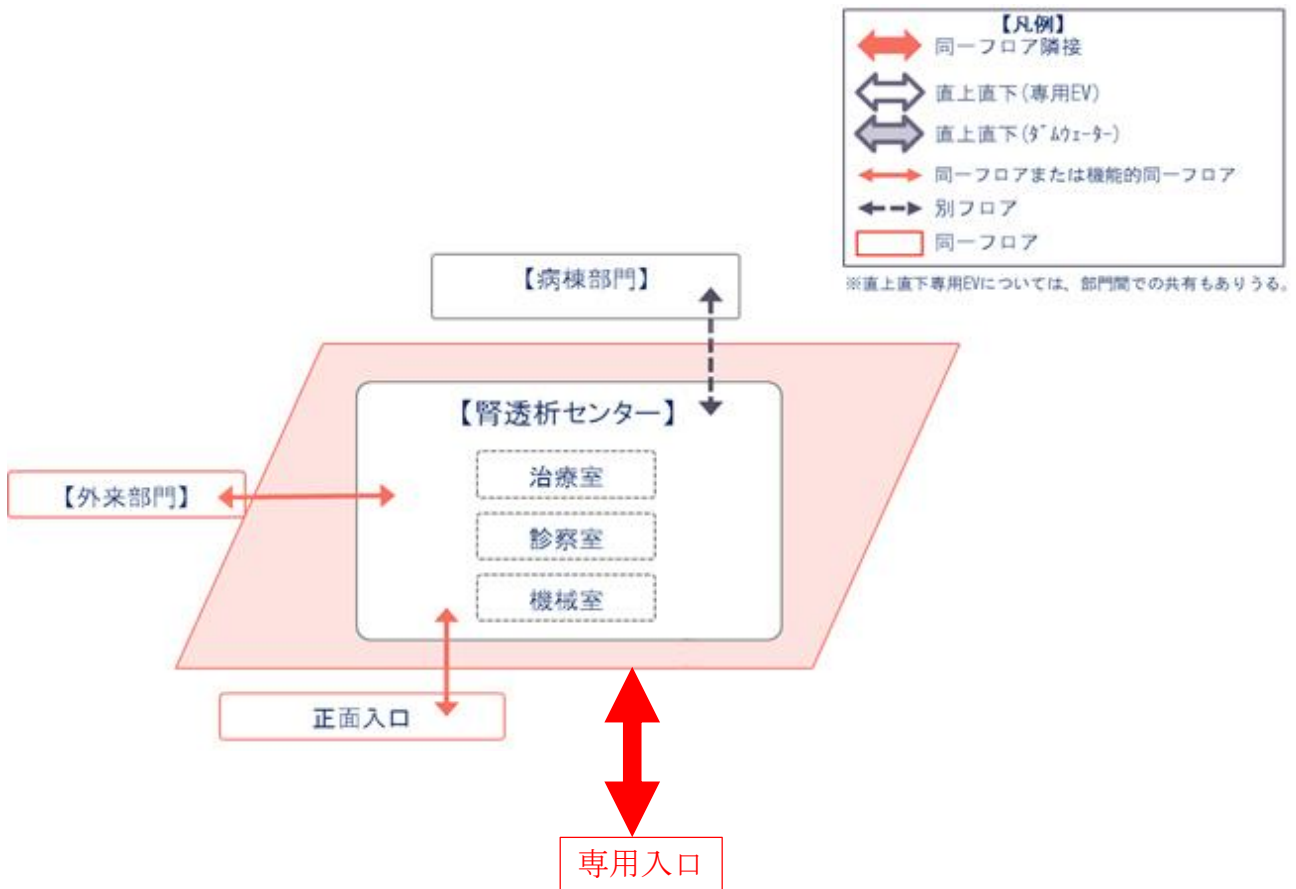 【凡例】
同一フロア隣接
直上直下(専用EV)
直上直下(ﾀﾞﾑｳｪｰﾀｰ)
同一フロアまたは機能的同一フロア
別フロア
同一フロア
※直上直下専用EVについては、部門間での共有もありうる。
【病棟部門】
【腎透析センター】
治療室
【外来部門】
診察室
機械室
正面入口
専用入口